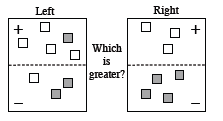 Left Right
+ +
Which
is
greater?
– –